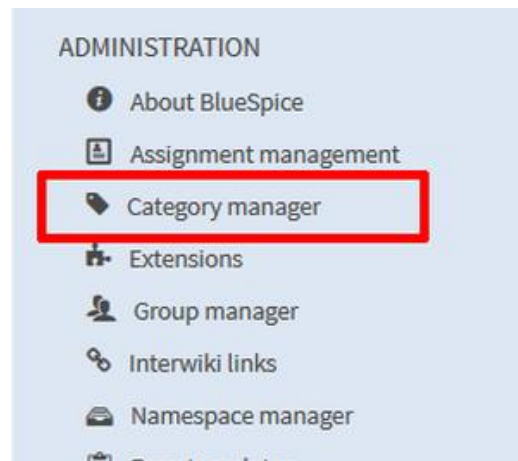 ADMINISTRATION
About BlueSpice
Assignment management
Category manager
Extensions
Group manager
Interwiki links
Namespace manager